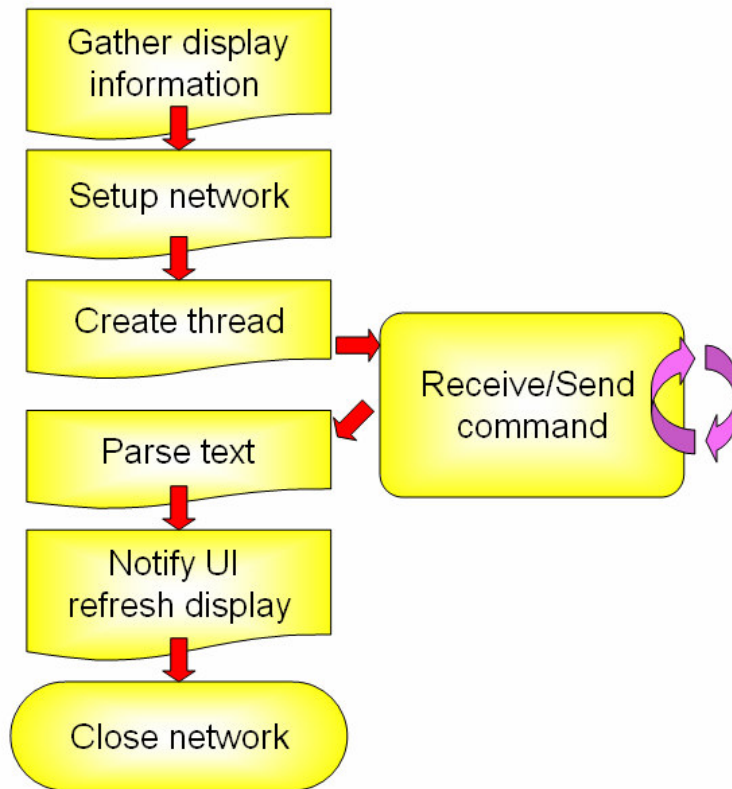 Gather display
information
Setup network
Create thread
Receive/Send
command
Parse text
Notify UI
refresh display
Close network